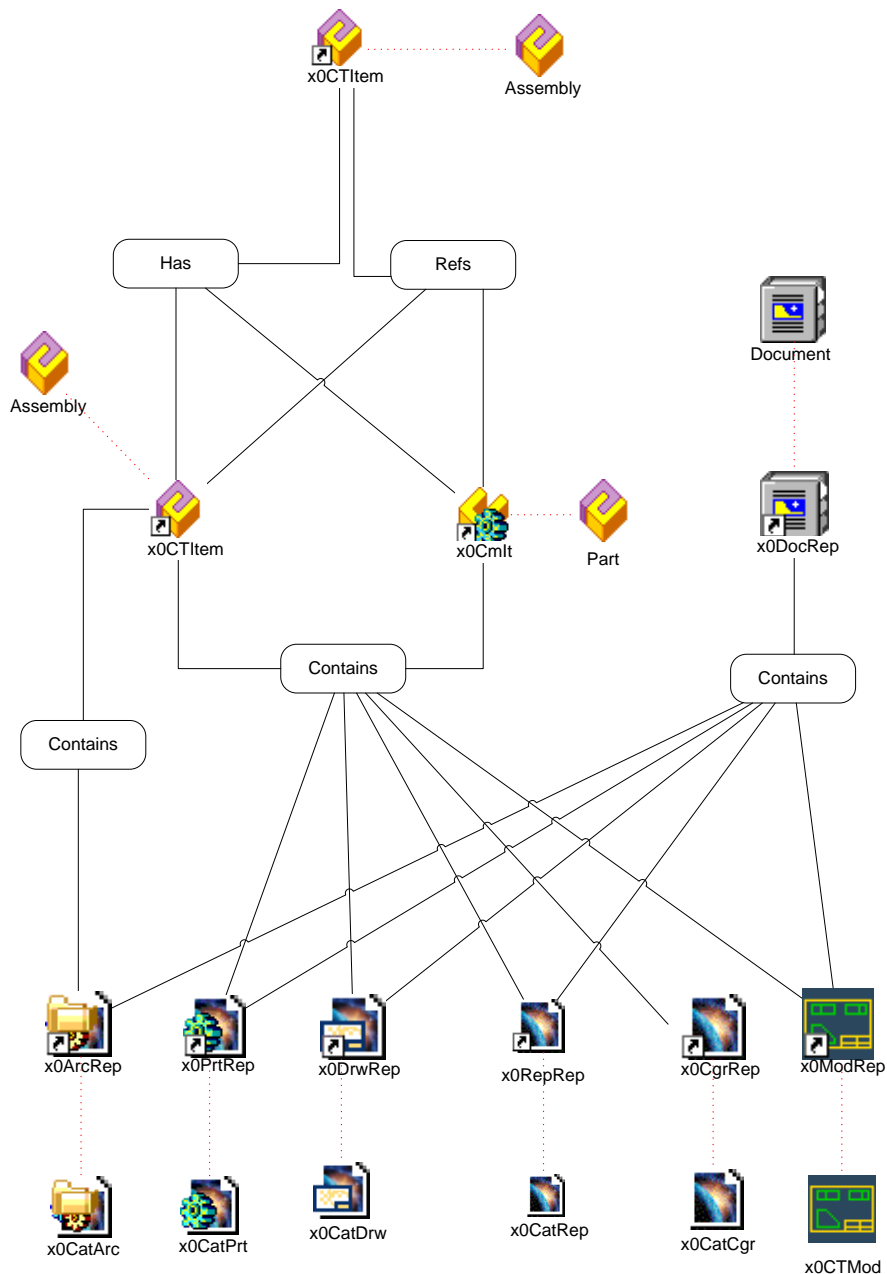 x0CTItem
Assembly
Has
Refs
Document
Assembly
x0CTItem
x0CmIt
Part
x0DocRep
Contains
Contains
Contains
x0ArcRep
x0PrtRep
x0DrwRep
x0RepRep
x0CgrRep
x0ModRep
x0CatArc
x0CatPrt
x0CatDrw
x0CatRep
x0CatCgr
x0CTMod